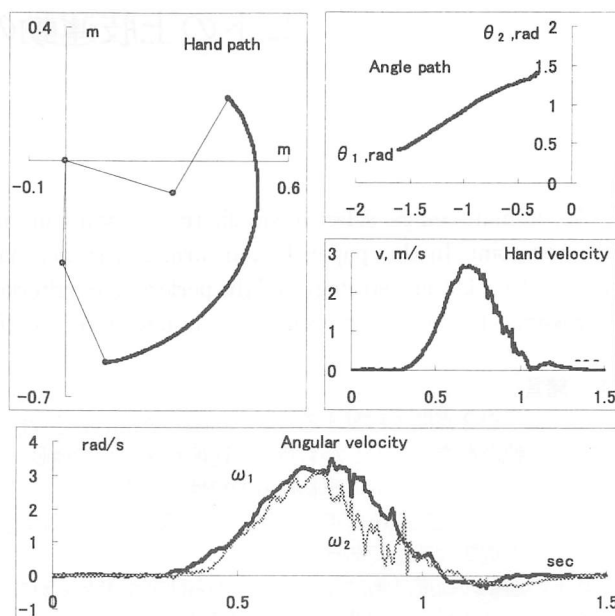 0.4
m
Hand path
m
-0.1
0.6
-0.7
θ₂ ,rad
2
Angle path
1.5
1
θ₁ ,rad
0.5
0
-2
-1.5
-1
-0.5
0
v, m/s
Hand velocity
3
2
1
0
0
0.5
1
1.5
4
rad/s
Angular velocity
3
ω₁
2
1
ω₂
sec
0
-1
0
0.5
1
1.5